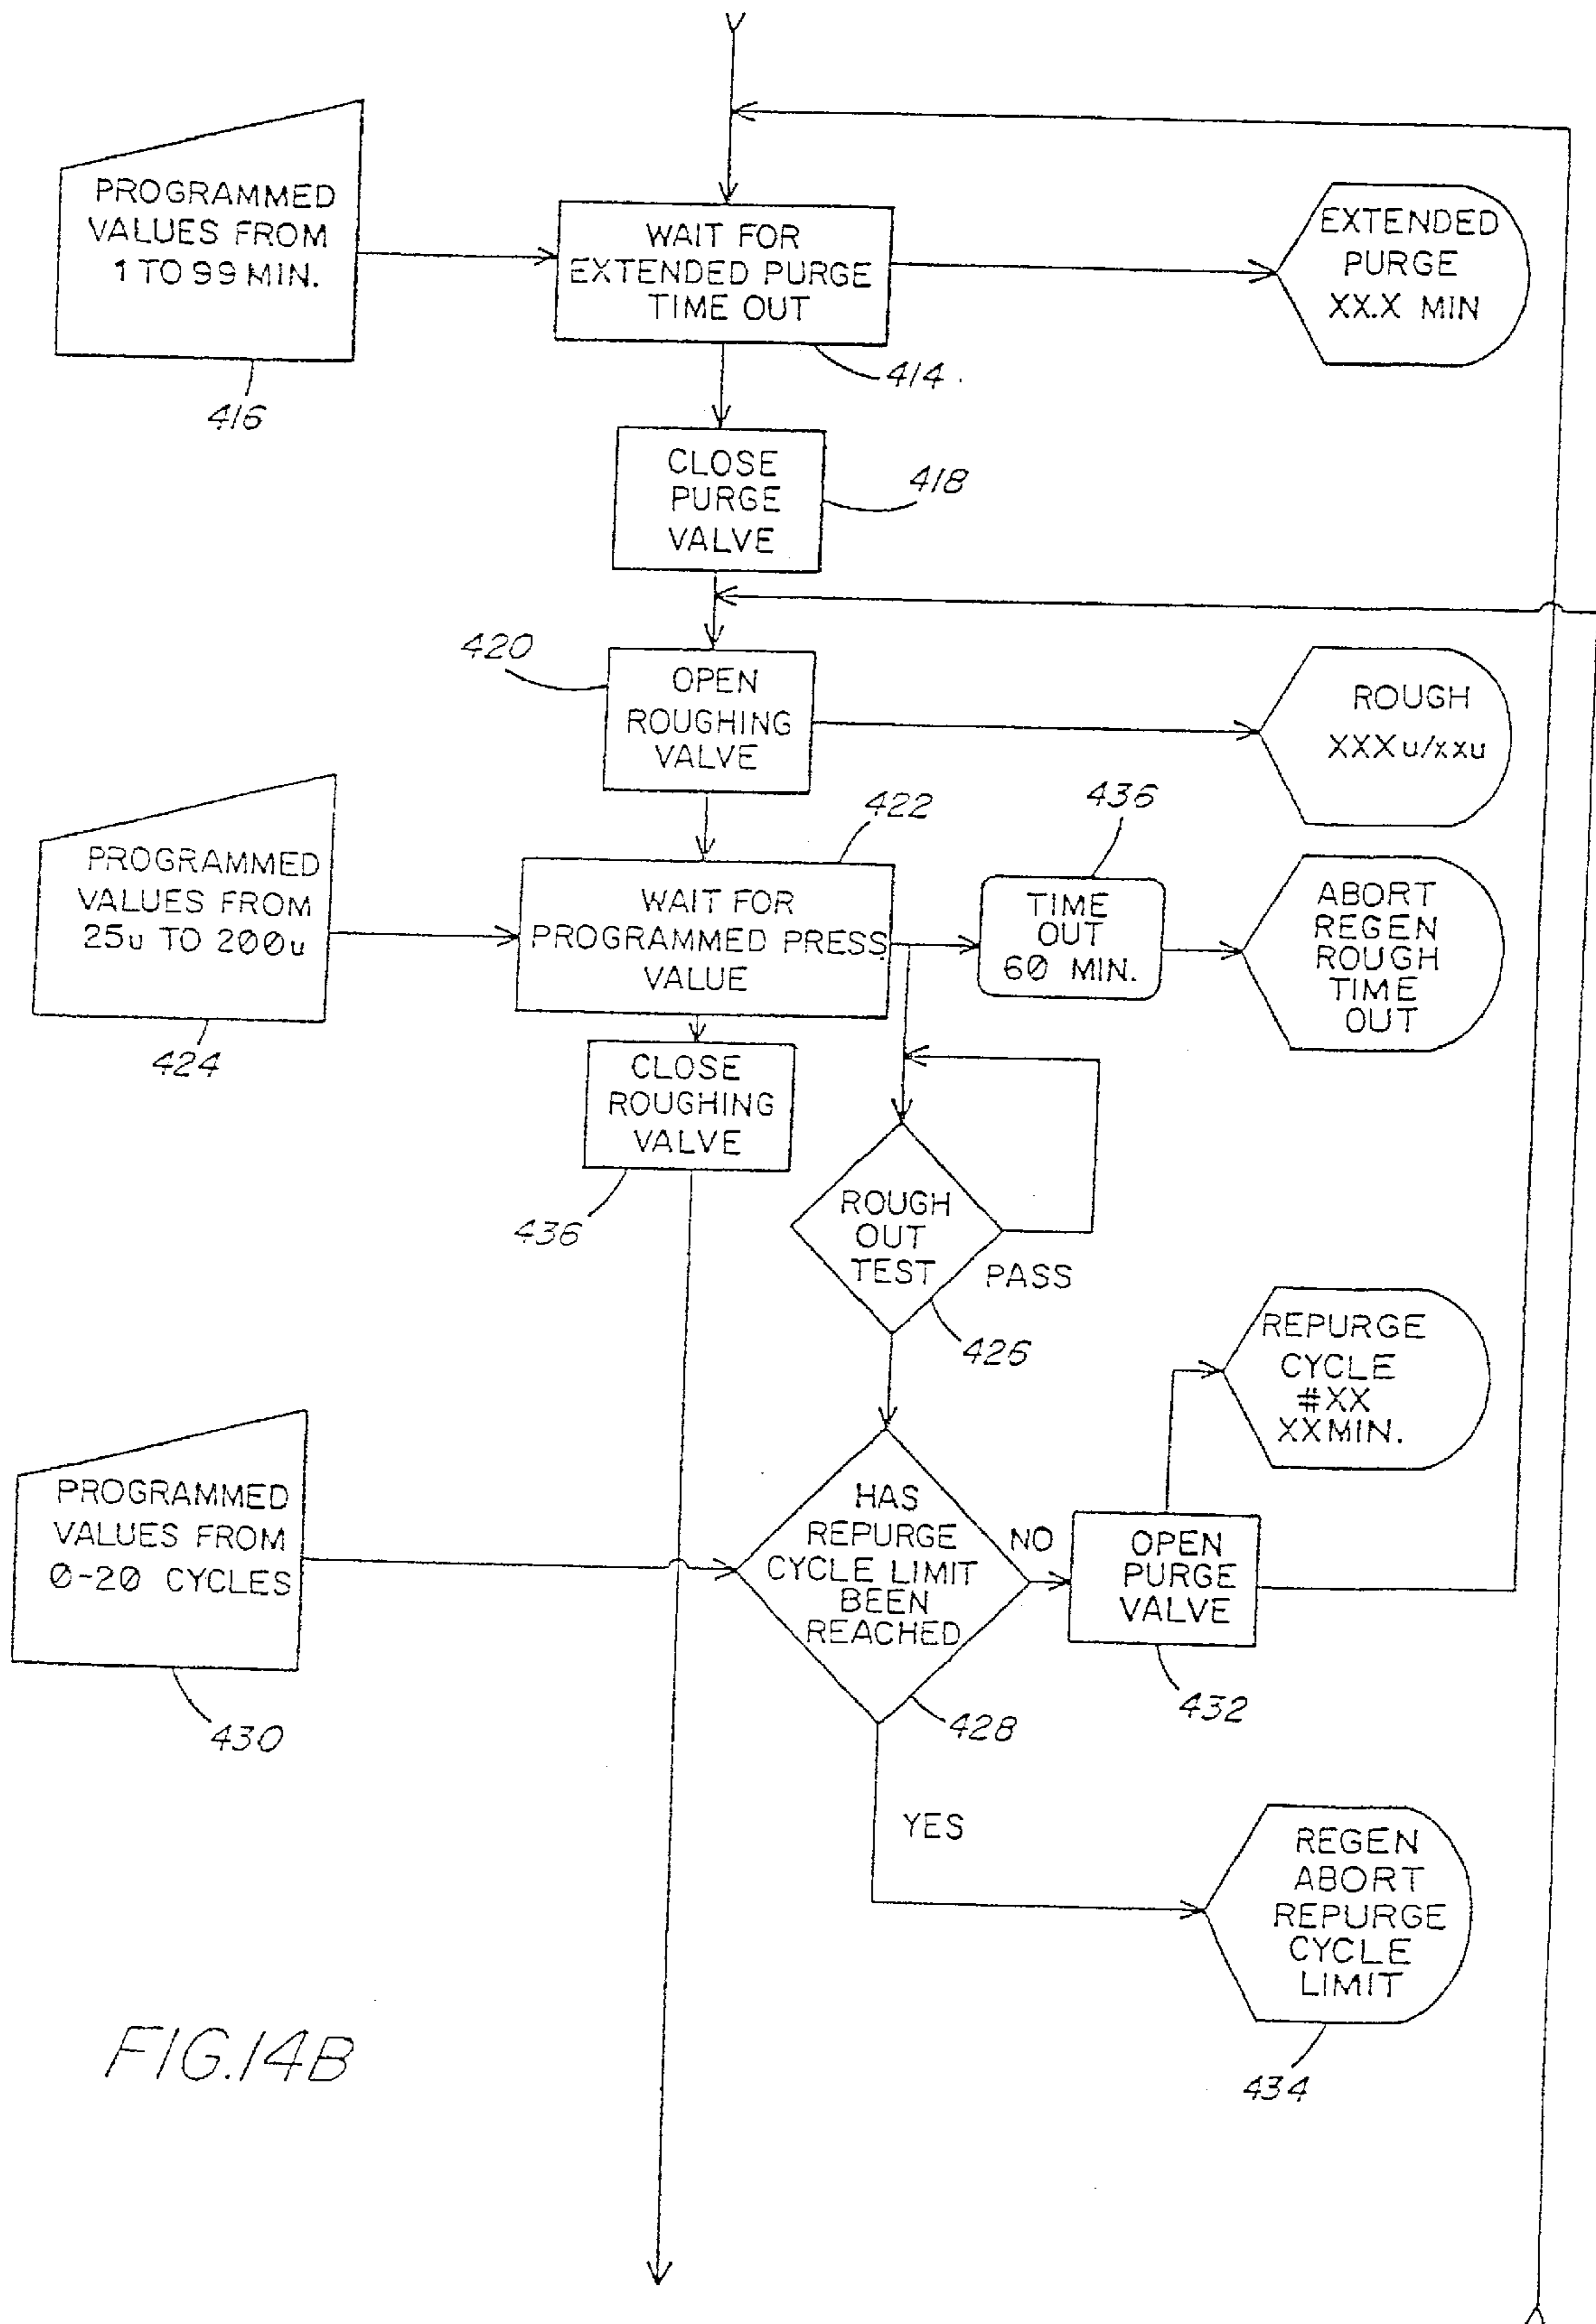 PROGRAMMED
VALUES FROM
1 TO 99 MIN.
416
WAIT FOR
EXTENDED PURGE
TIME OUT
414
EXTENDED
PURGE
XX.X MIN
CLOSE
PURGE
VALVE
418
420
OPEN
ROUGHING
VALVE
ROUGH
XXXu/xxu
PROGRAMMED
VALUES FROM
25u TO 200u
424
422
WAIT FOR
PROGRAMMED PRESS
VALUE
436
TIME
OUT
60 MIN.
ABORT
REGEN
ROUGH
TIME
OUT
CLOSE
ROUGHING
VALVE
436
ROUGH
OUT
TEST
PASS
426
REPURGE
CYCLE
#XX
XXMIN.
PROGRAMMED
VALUES FROM
0-20 CYCLES
430
HAS
REPURGE
CYCLE LIMIT
BEEN
REACHED
428
NO
OPEN
PURGE
VALVE
432
YES
REGEN
ABORT
REPURGE
CYCLE
LIMIT
434
FIG.14B